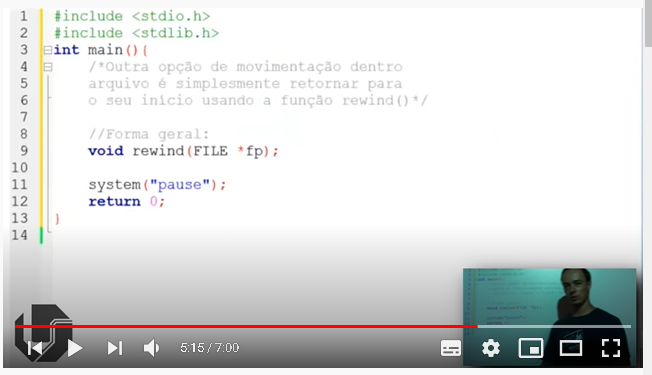 1 #include <stdio.h>
2 #include <stdlib.h>
3 int main(){
4 /*Outra opção de movimentação dentro
5 arquivo é simplesmente retornar para
6 o seu início usando a função rewind()*/
7
8 //Forma geral:
9 void rewind(FILE *fp);
10
11 system("pause");
12 return 0;
13 }
14
5:15 / 7:00